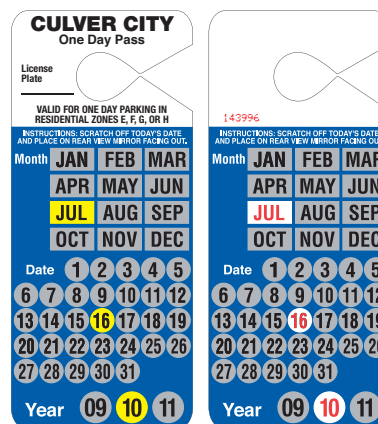 CULVER CITY
One Day Pass
License
Plate
VALID FOR ONE DAY PARKING IN
RESIDENTIAL ZONES E, F, G, OR H
INSTRUCTIONS: SCRATCH OFF TODAY'S DATE
AND PLACE ON REAR VIEW MIRROR FACING OUT.
Month JAN FEB MAR
APR MAY JUN
JUL AUG SEP
OCT NOV DEC
Date 1 2 3 4 5
6 7 8 9 10 11 12
13 14 15 16 17 18 19
20 21 22 23 24 25 26
27 28 29 30 31
Year 09 10 11
143996
INSTRUCTIONS: SCRATCH OFF TODAY'S DATE
AND PLACE ON REAR VIEW MIRROR FACING OU
Month JAN FEB MAR
APR MAY JUN
JUL AUG SEP
OCT NOV DEC
Date 1 2 3 4 5
6 7 8 9 10 11 12
13 14 15 16 17 18 19
20 21 22 23 24 25 26
27 28 29 30 31
Year 09 10 11